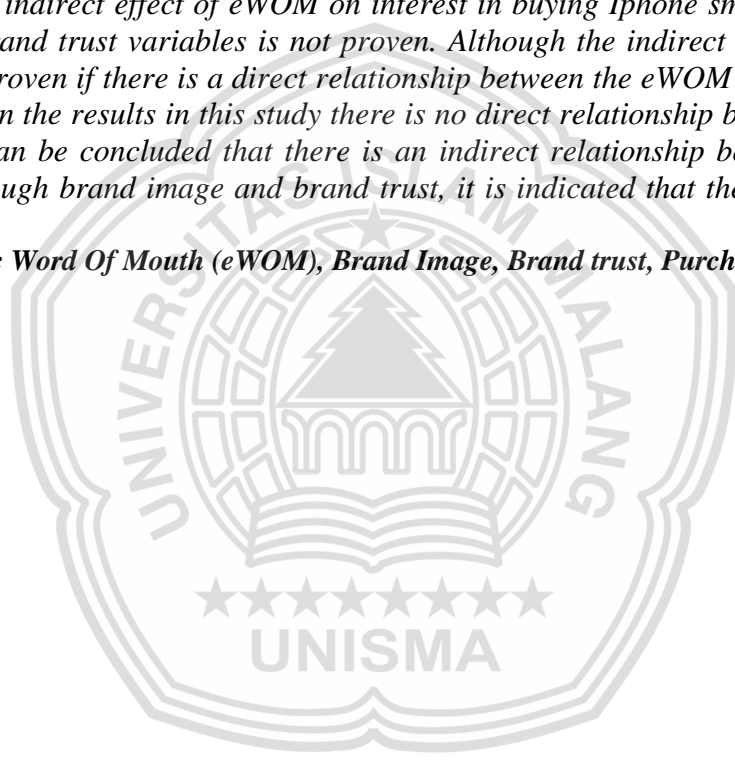 indirect effect of eWOM on interest in buying Iphone sm
and trust variables is not proven. Although the indirect
roven if there is a direct relationship between the eWOM
n the results in this study there is no direct relationship b
an be concluded that there is an indirect relationship be
ugh brand image and brand trust, it is indicated that the
Word Of Mouth (eWOM), Brand Image, Brand trust, Purch
UNIVERSITAS ISLAM MALANG
UNISMA